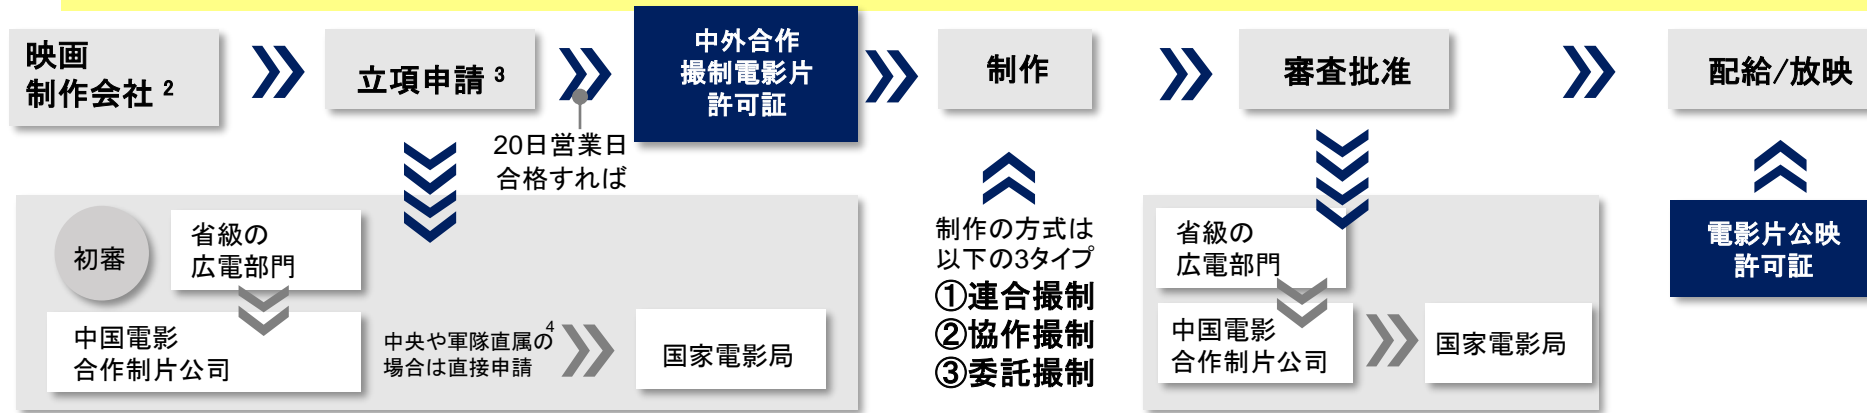 映画
制作会社 2
立項申請 3
20日営業日
合格すれば
中外合作
撮制電影片
許可証
制作
審査批准
配給/放映
初審
省級の
広電部門
中国電影
合作制片公司
中央や軍隊直属の4
場合は直接申請
国家電影局
制作の方式は
以下の3タイプ
①連合撮制
②協作撮制
③委託撮制
省級の
広電部門
中国電影
合作制片公司
国家電影局
電影片公映
許可証